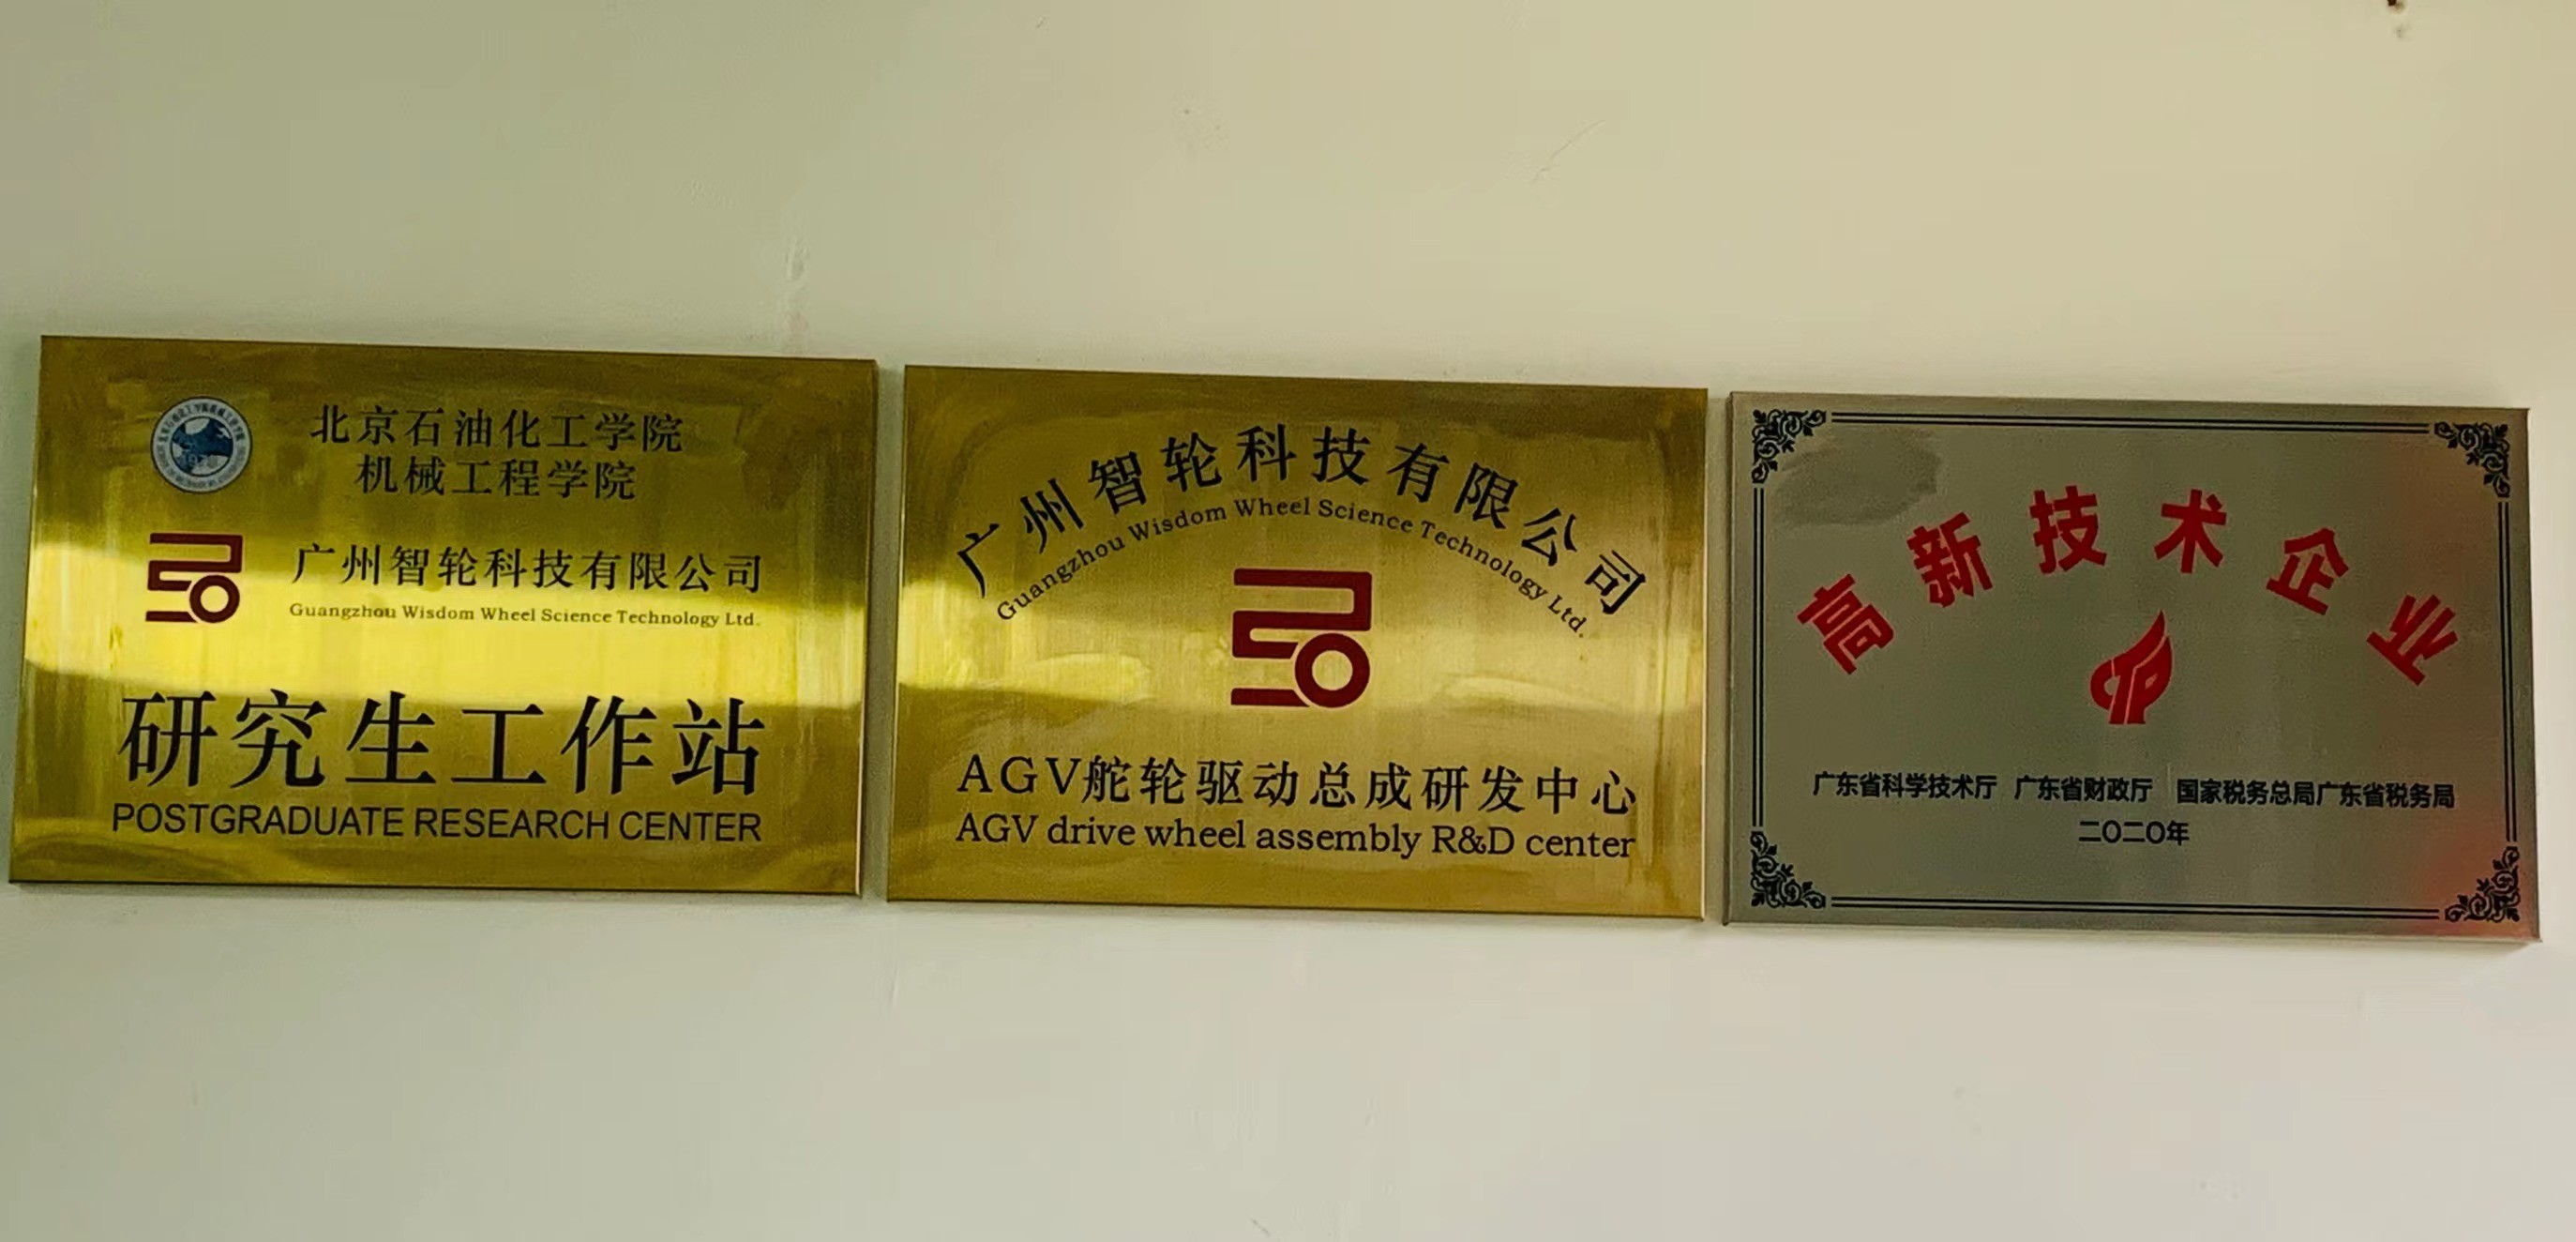 北京石油化工学院
机械工程学院
广州智轮科技有限公司
Guangzhou Wisdom Wheel Science Technology Ltd.
研究生工作站
POSTGRADUATE RESEARCH CENTER
广州智轮科技有限公司
Guangzhou Wisdom Wheel Science Technology Ltd.
AGV舵轮驱动总成研发中心
AGV drive wheel assembly R&D center
高新技术企业
广东省科学技术厅 广东省财政厅 国家税务总局广东省税务局
二〇二〇年